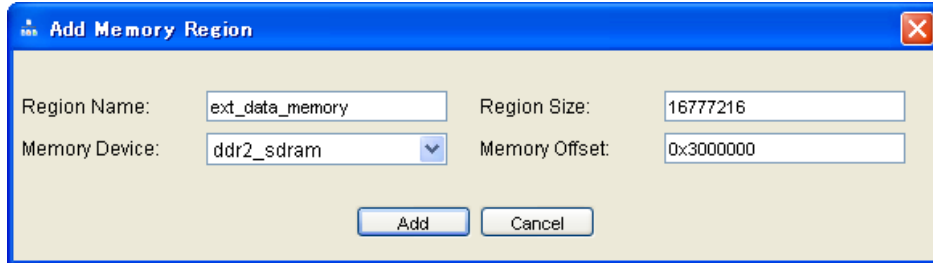 Add Memory Region
Region Name: ext_data_memory Region Size: 16777216
Memory Device: ddr2_sdram Memory Offset: 0x3000000
Add Cancel